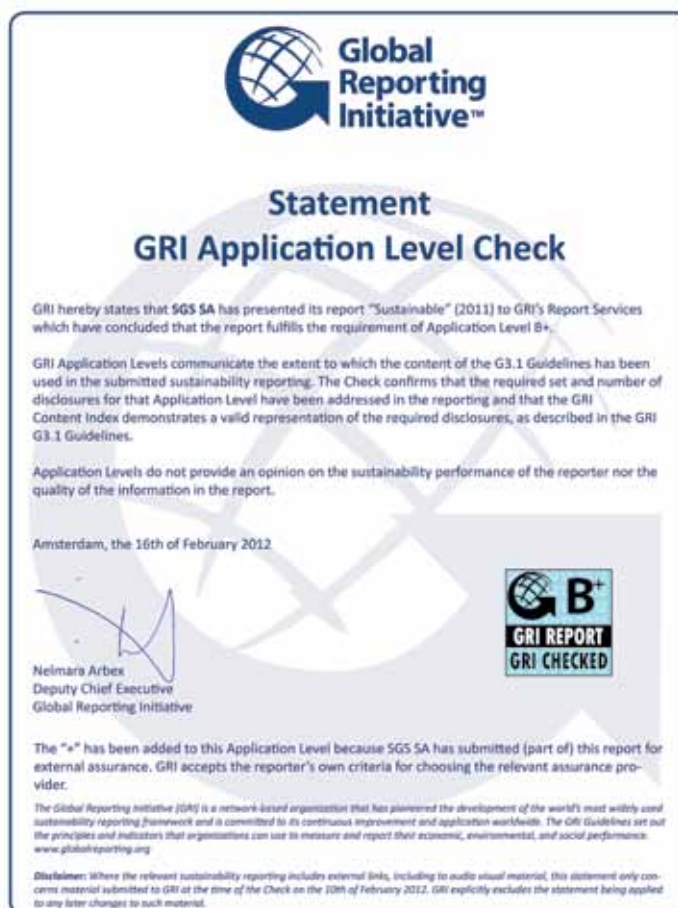 Global
Reporting
Initiative™
Statement
GRI Application Level Check
GRI hereby states that SGS SA has presented its report "Sustainable" (2011) to GRI's Report Services
which have concluded that the report fulfills the requirement of Application Level B+.
GRI Application Levels communicate the extent to which the content of the G3.1 Guidelines has been
used in the submitted sustainability reporting. The Check confirms that the required set and number of
disclosures for that Application Level have been addressed in the reporting and that the GRI
Content Index demonstrates a valid representation of the required disclosures, as described in the GRI
G3.1 Guidelines.
Application Levels do not provide an opinion on the sustainability performance of the reporter nor the
quality of the information in the report.
Amsterdam, the 16th of February 2012
Nelmara Arbex
Deputy Chief Executive
Global Reporting Initiative
B+
GRI REPORT
GRI CHECKED
The "+" has been added to this Application Level because SGS SA has submitted (part of) this report for
external assurance. GRI accepts the reporter's own criteria for choosing the relevant assurance pro-
vider.
The Global Reporting Initiative (GRI) is a network-based organization that has pioneered the development of the world's most widely used
sustainability reporting framework and is committed to its continuous improvement and application worldwide. The GRI Guidelines set out
the principles and indicators that organizations can use to measure and report their economic, environmental, and social performance.
www.globalreporting.org
Disclaimer: Where the relevant sustainability reporting includes external links, including to audio visual material, this statement only con-
cerns material submitted to GRI at the time of the Check on the 10th of February 2012. GRI explicitly excludes the statement being applied
to any later changes to such material.